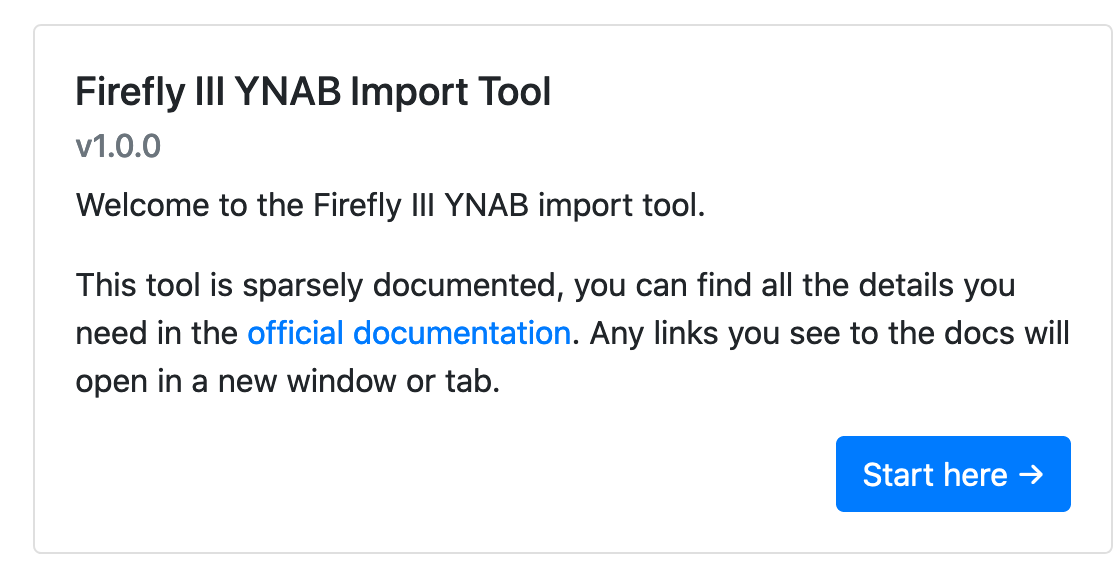 Firefly III YNAB Import Tool
v1.0.0
Welcome to the Firefly III YNAB import tool.
This tool is sparsely documented, you can find all the details you
need in the official documentation. Any links you see to the docs will
open in a new window or tab.
Start here →